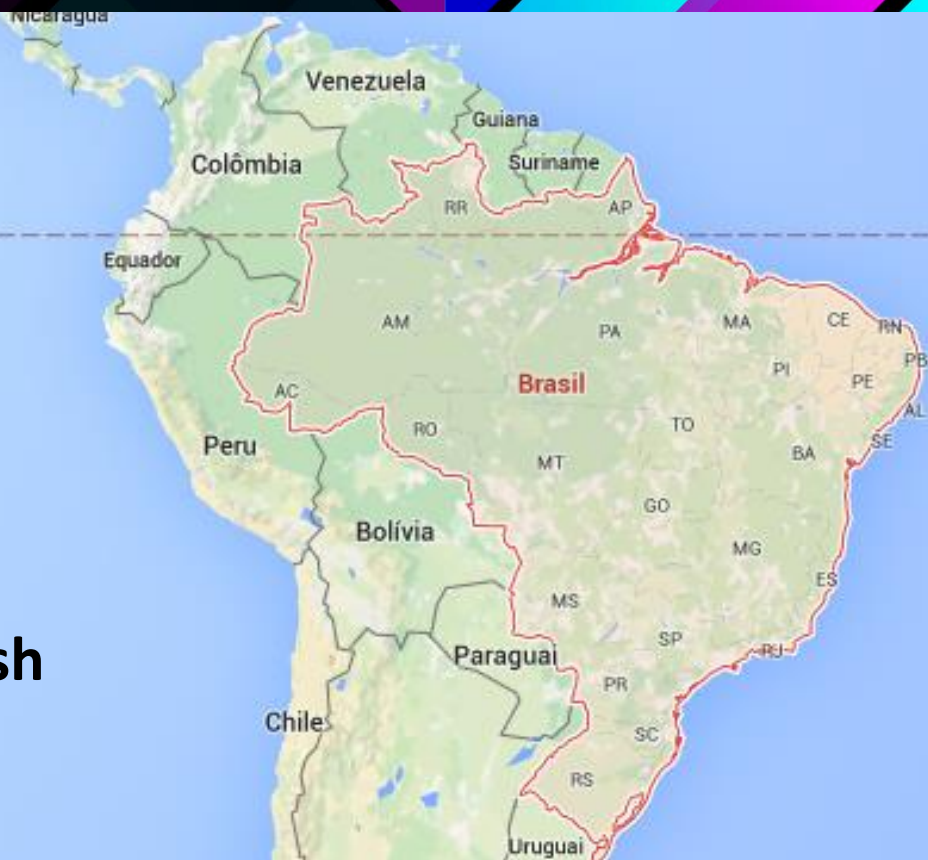 Nicarágua
Venezuela
Guiana
Colômbia
Suriname
RR
AP
Equador
AM
PA
MA
CE
RN
PB
PI
PE
Brasil
AC
AL
TO
RO
SE
Peru
BA
MT
GO
Bolívia
MG
ES
MS
sh
SP
RJ
Paraguai
PR
Chile
SC
RS
Uruguai